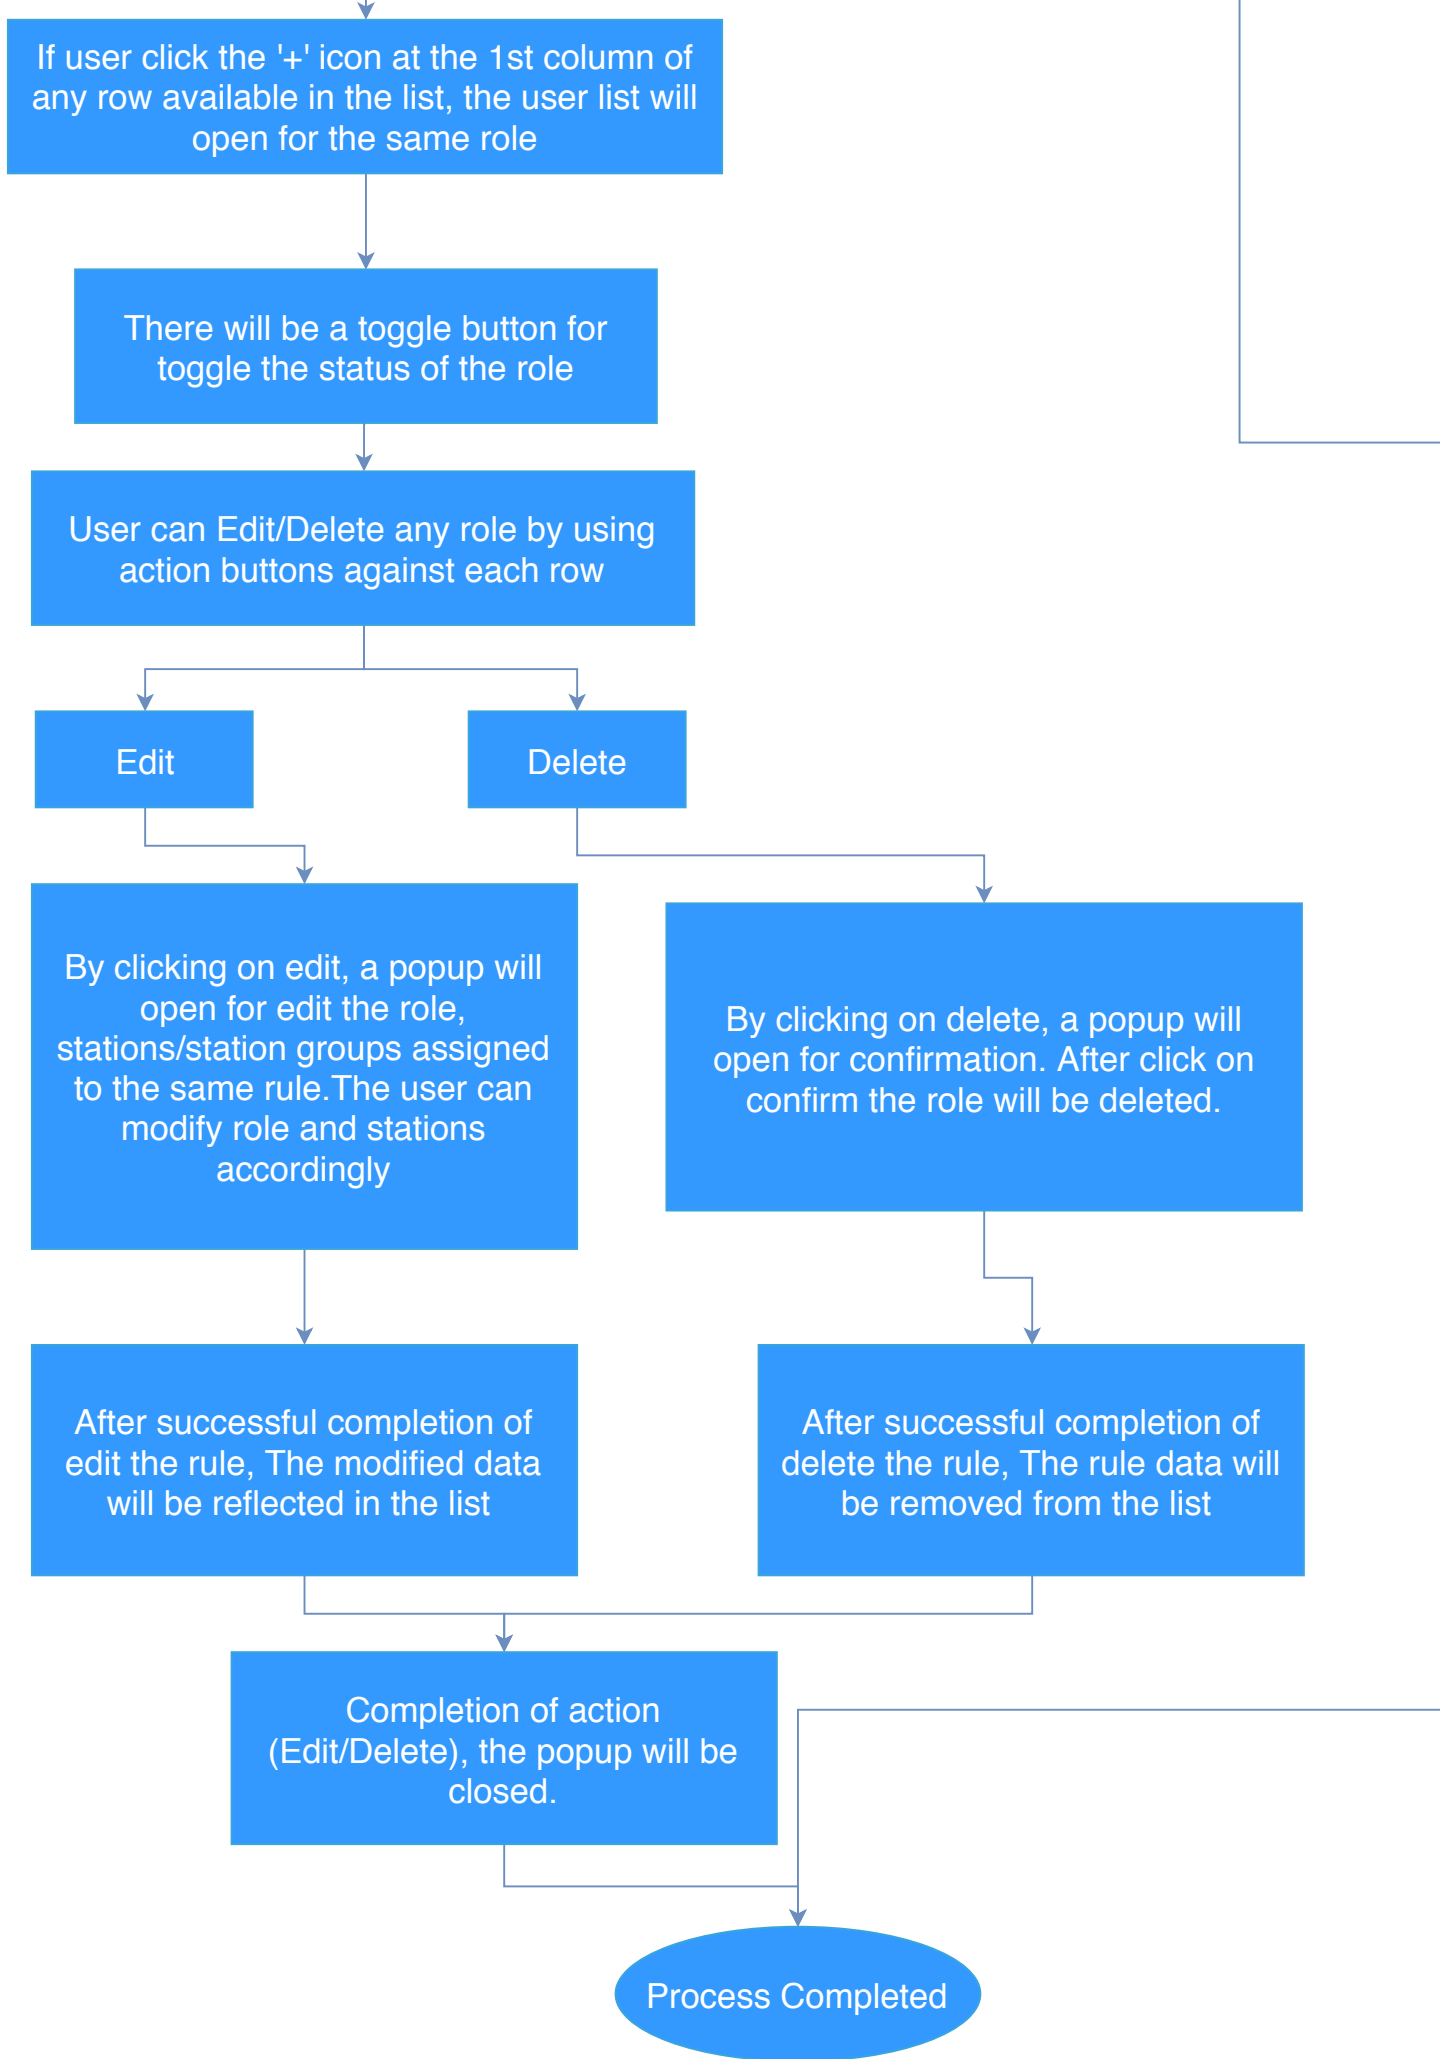 If user click the '+' icon at the 1st column of
any row available in the list, the user list will
open for the same role
There will be a toggle button for
toggle the status of the role
User can Edit/Delete any role by using
action buttons against each row
Edit
Delete
By clicking on edit, a popup will
open for edit the role,
stations/station groups assigned
to the same rule.The user can
modify role and stations
accordingly
By clicking on delete, a popup will
open for confirmation. After click on
confirm the role will be deleted.
After successful completion of
edit the rule, The modified data
will be reflected in the list
After successful completion of
delete the rule, The rule data will
be removed from the list
Completion of action
(Edit/Delete), the popup will be
closed.
Process Completed